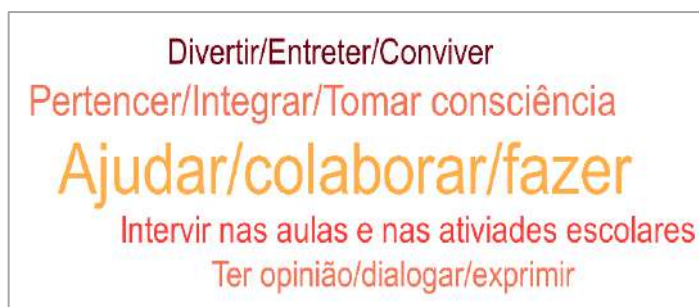 Divertir/Entreter/Conviver
Pertencer/Integrar/Tomar consciência
Ajudar/colaborar/fazer
Intervir nas aulas e nas ativiades escolares
Ter opinião/dialogar/exprimir